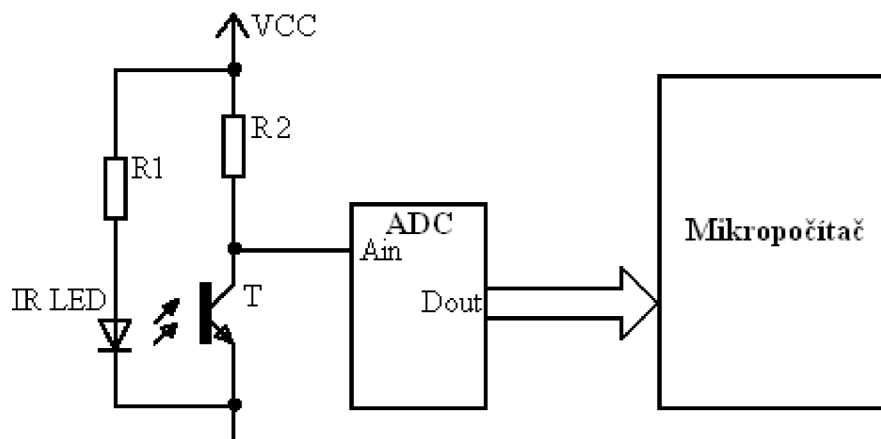 VCC
R2
R1
ADC
Ain
Mikropočítač
IR LED
T
Dout